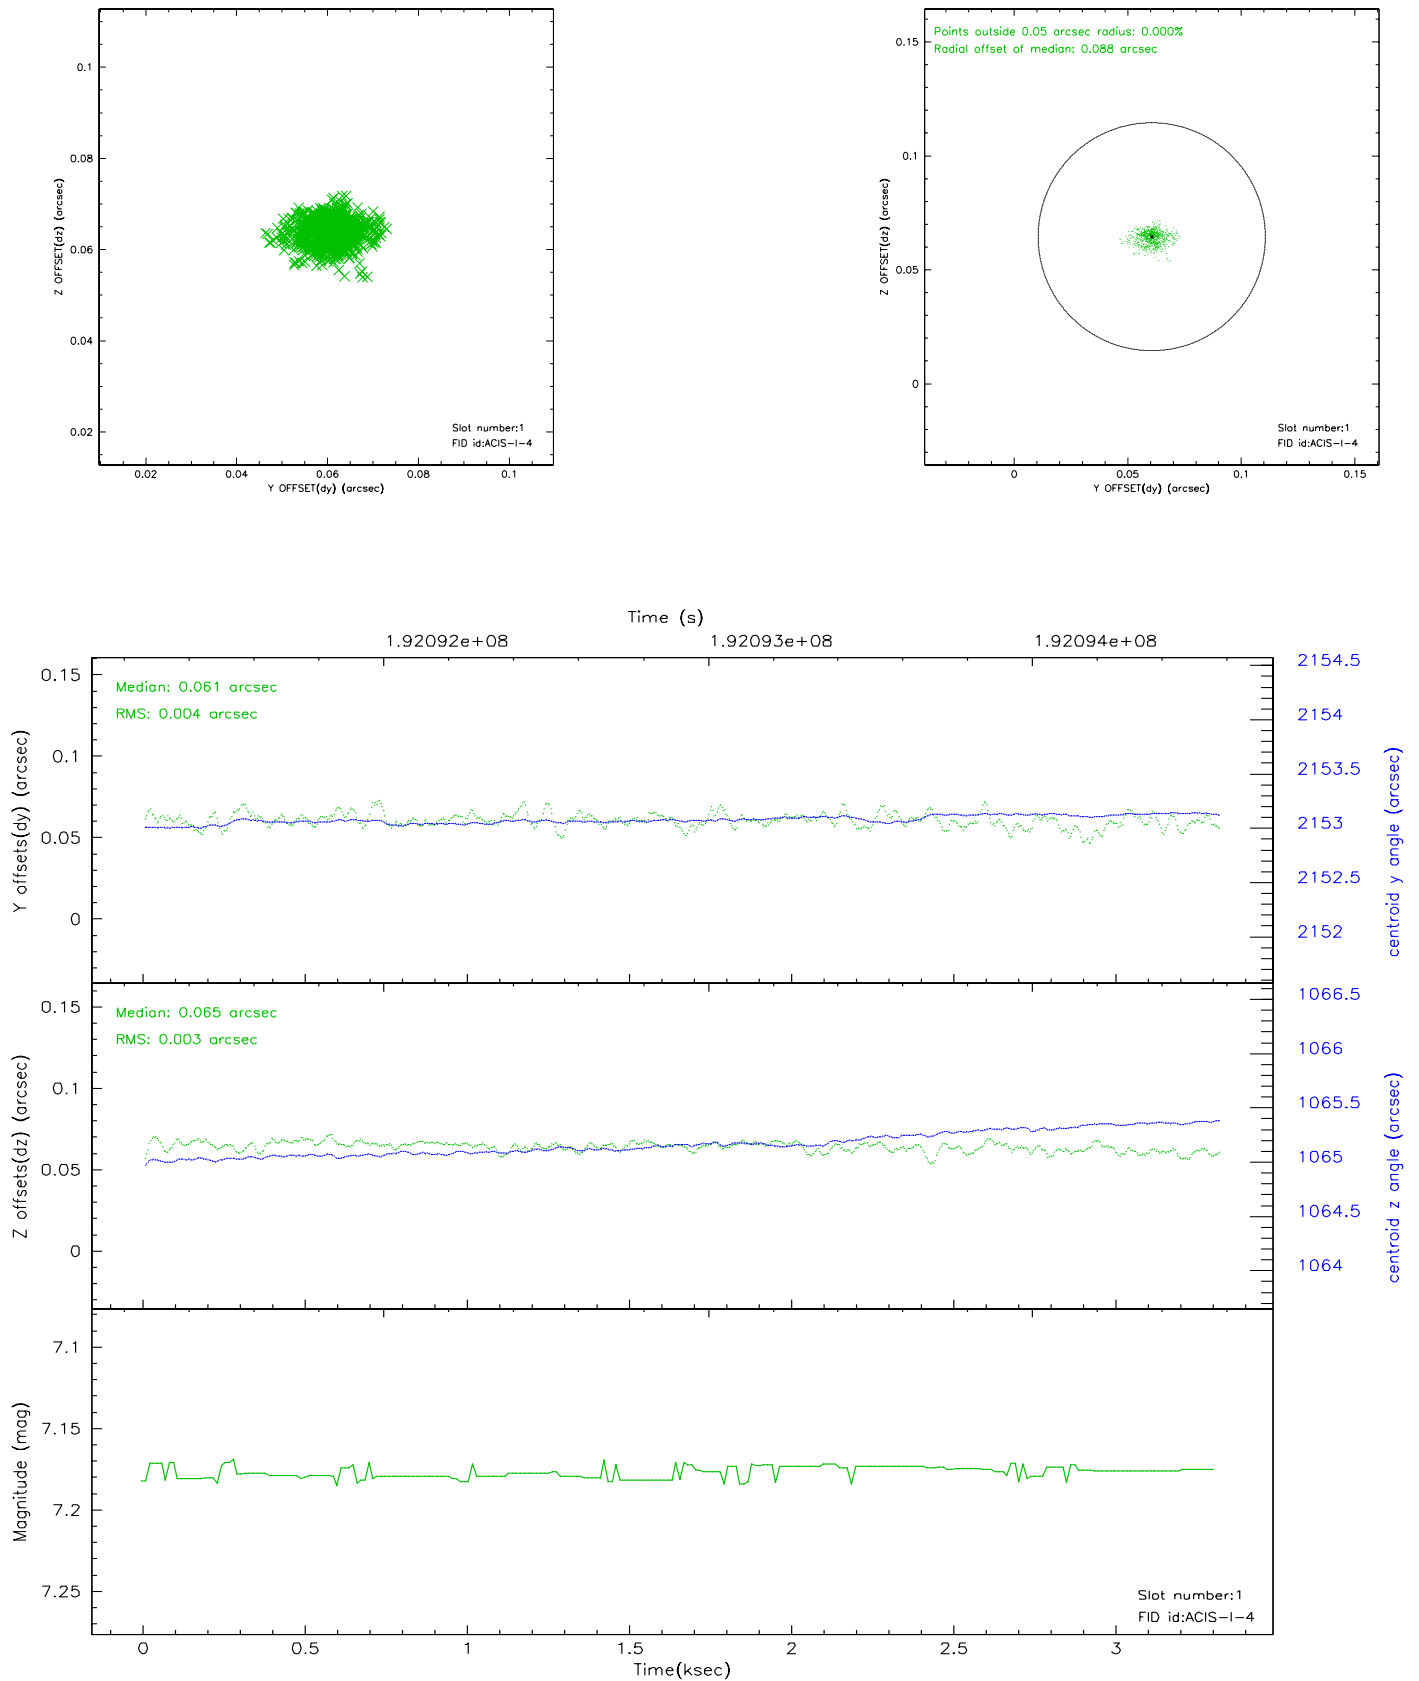 0.1
0.08
0.06
0.04
0.02
Z OFFSET(dz) (arcsec)
Slot number:1
FID id:ACIS-I-4
0.02 0.04 0.06 0.08 0.1
Y OFFSET(dy) (arcsec)
Points outside 0.05 arcsec radius: 0.000%
Radial offset of median: 0.088 arcsec
0.15
0.1
0.05
0
Z OFFSET(dz) (arcsec)
Slot number:1
FID id:ACIS-I-4
0 0.05 0.1 0.15
Y OFFSET(dy) (arcsec)
Time (s)
1.92092e+08 1.92093e+08 1.92094e+08
Median: 0.061 arcsec
RMS: 0.004 arcsec
0.15
0.1
0.05
0
Y offsets(dy) (arcsec)
2154.5
2154
2153.5
2153
2152.5
2152
centroid y angle (arcsec)
Median: 0.065 arcsec
RMS: 0.003 arcsec
0.15
0.1
0.05
0
Z offsets(dz) (arcsec)
1066.5
1066
1065.5
1065
1064.5
1064
centroid z angle (arcsec)
7.1
7.15
7.2
7.25
Magnitude (mag)
Slot number:1
FID id:ACIS-I-4
0 0.5 1 1.5 2 2.5 3
Time(ksec)